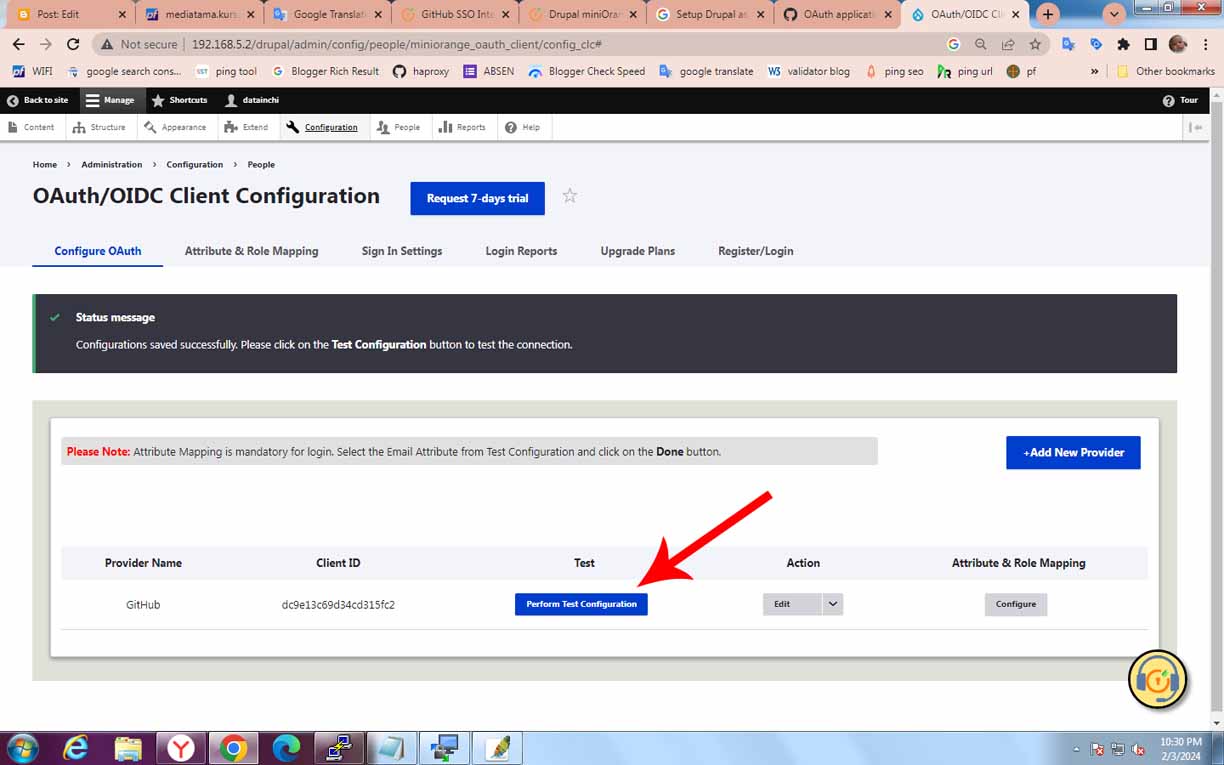 Post: Edit
mediatama.kurs
Google Translat
GitHub SSO Inte
Drupal miniOran
Setup Drupal as
OAuth applicati
OAuth/OIDC Cli
Not secure
192.168.5.2/drupal/admin/config/people/miniorange_oauth_client/config_clc#
WIFI
google search cons...
ping tool
Blogger Rich Result
haproxy
ABSEN
Blogger Check Speed
google translate
validator blog
ping seo
ping url
pf
»
Other bookmarks
Back to site
Manage
Shortcuts
datainchi
Tour
Content
Structure
Appearance
Extend
Configuration
People
Reports
Help
Home › Administration › Configuration › People
OAuth/OIDC Client Configuration
Request 7-days trial
Configure OAuth
Attribute & Role Mapping
Sign In Settings
Login Reports
Upgrade Plans
Register/Login
Status message
Configurations saved successfully. Please click on the Test Configuration button to test the connection.
Please Note: Attribute Mapping is mandatory for login. Select the Email Attribute from Test Configuration and click on the Done button.
+Add New Provider
Provider Name
Client ID
Test
Action
Attribute & Role Mapping
GitHub
dc9e13c69d34cd315fc2
Perform Test Configuration
Edit
Configure
10:30 PM
2/3/2024